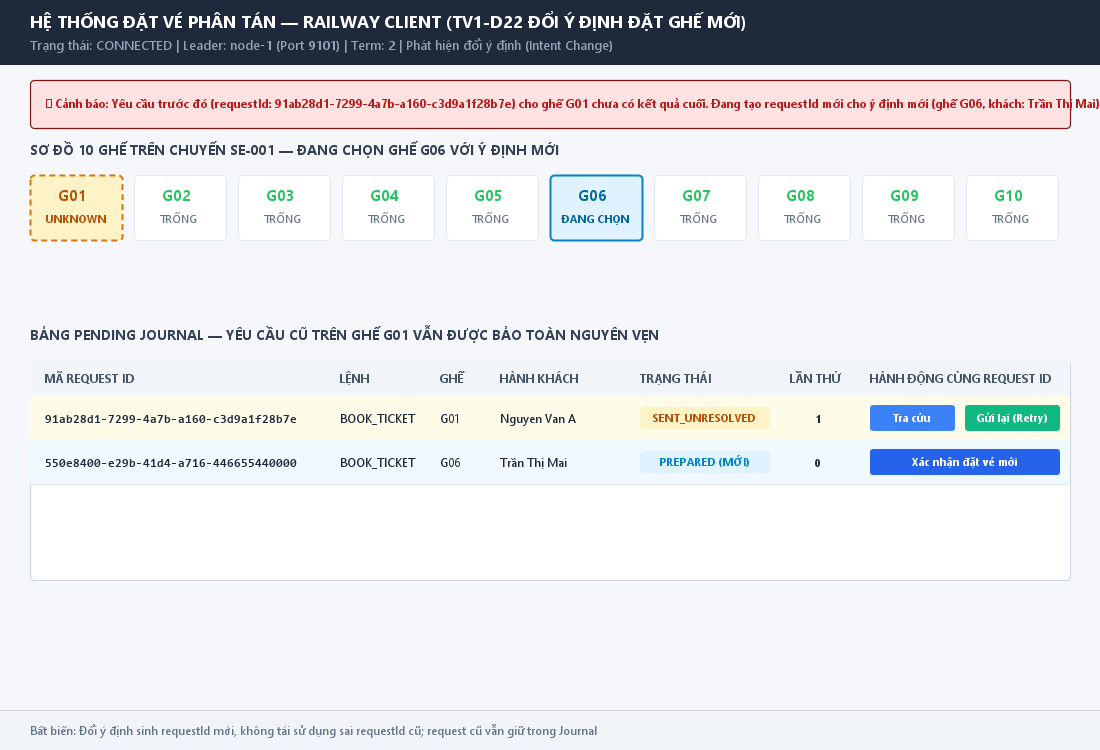 HỆ THỐNG ĐẶT VÉ PHÂN TÁN — RAILWAY CLIENT (TV1-D22 ĐỔI Ý ĐỊNH ĐẶT GHẾ MỚI)
Trạng thái: CONNECTED | Leader: node-1 (Port 9101) | Term: 2 | Phát hiện đổi ý định (Intent Change)
Cảnh báo: Yêu cầu trước đó (requestId: 91ab28d1-7299-4a7b-a160-c3d9a1f28b7e) cho ghế G01 chưa có kết quả cuối. Đang tạo requestId mới cho ý định mới (ghế G06, khách: Trần Thị Mai)
SƠ ĐỒ 10 GHẾ TRÊN CHUYẾN SE-001 — ĐANG CHỌN GHẾ G06 VỚI Ý ĐỊNH MỚI
G01 G02 G03 G04 G05 G06 G07 G08 G09 G10
UNKNOWN TRỐNG TRỐNG TRỐNG TRỐNG ĐANG CHỌN TRỐNG TRỐNG TRỐNG TRỐNG
BẢNG PENDING JOURNAL — YÊU CẦU CŨ TRÊN GHẾ G01 VẪN ĐƯỢC BẢO TOÀN NGUYÊN VẸN
MÃ REQUEST ID LỆNH GHẾ HÀNH KHÁCH TRẠNG THÁI LẦN THỬ HÀNH ĐỘNG CÙNG REQUEST ID
91ab28d1-7299-4a7b-a160-c3d9a1f28b7e BOOK_TICKET G01 Nguyen Van A SENT_UNRESOLVED 1 Tra cứu Gửi lại (Retry)
550e8400-e29b-41d4-a716-446655440000 BOOK_TICKET G06 Trần Thị Mai PREPARED (MỚI) 0 Xác nhận đặt vé mới
Bất biến: Đổi ý định sinh requestId mới, không tái sử dụng sai requestId cũ; request cũ vẫn giữ trong Journal